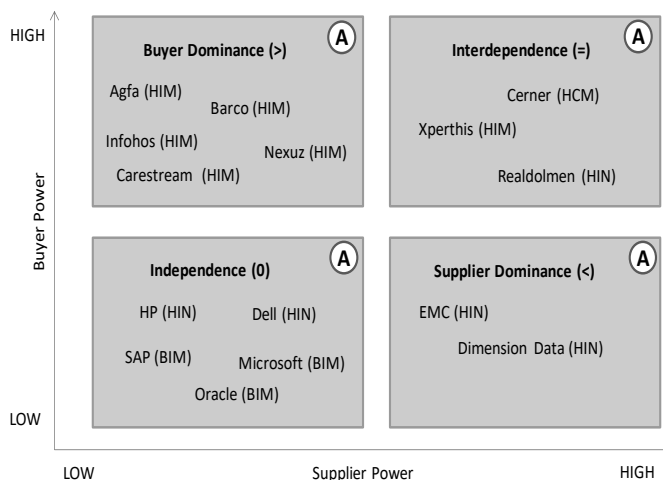 HIGH
Buyer Dominance (>)
A
Agfa (HIM)
Barco (HIM)
Infohos (HIM)
Nexuz (HIM)
Carestream (HIM)
Interdependence (=)
A
Cerner (HCM)
Xperthis (HIM)
Realdolmen (HIN)
Buyer Power
Independence (0)
A
HP (HIN)
Dell (HIN)
SAP (BIM)
Microsoft (BIM)
Oracle (BIM)
Supplier Dominance (<)
A
EMC (HIN)
Dimension Data (HIN)
LOW
LOW
Supplier Power
HIGH